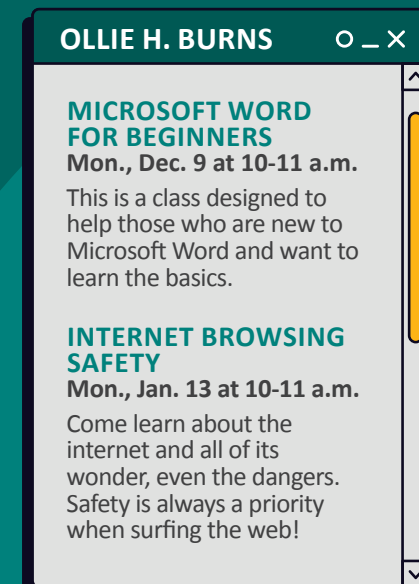 OLLIE H. BURNS
MICROSOFT WORD
FOR BEGINNERS
Mon., Dec. 9 at 10-11 a.m.
This is a class designed to
help those who are new to
Microsoft Word and want to
learn the basics.
INTERNET BROWSING
SAFETY
Mon., Jan. 13 at 10-11 a.m.
Come learn about the
internet and all of its
wonder, even the dangers.
Safety is always a priority
when surfing the web!